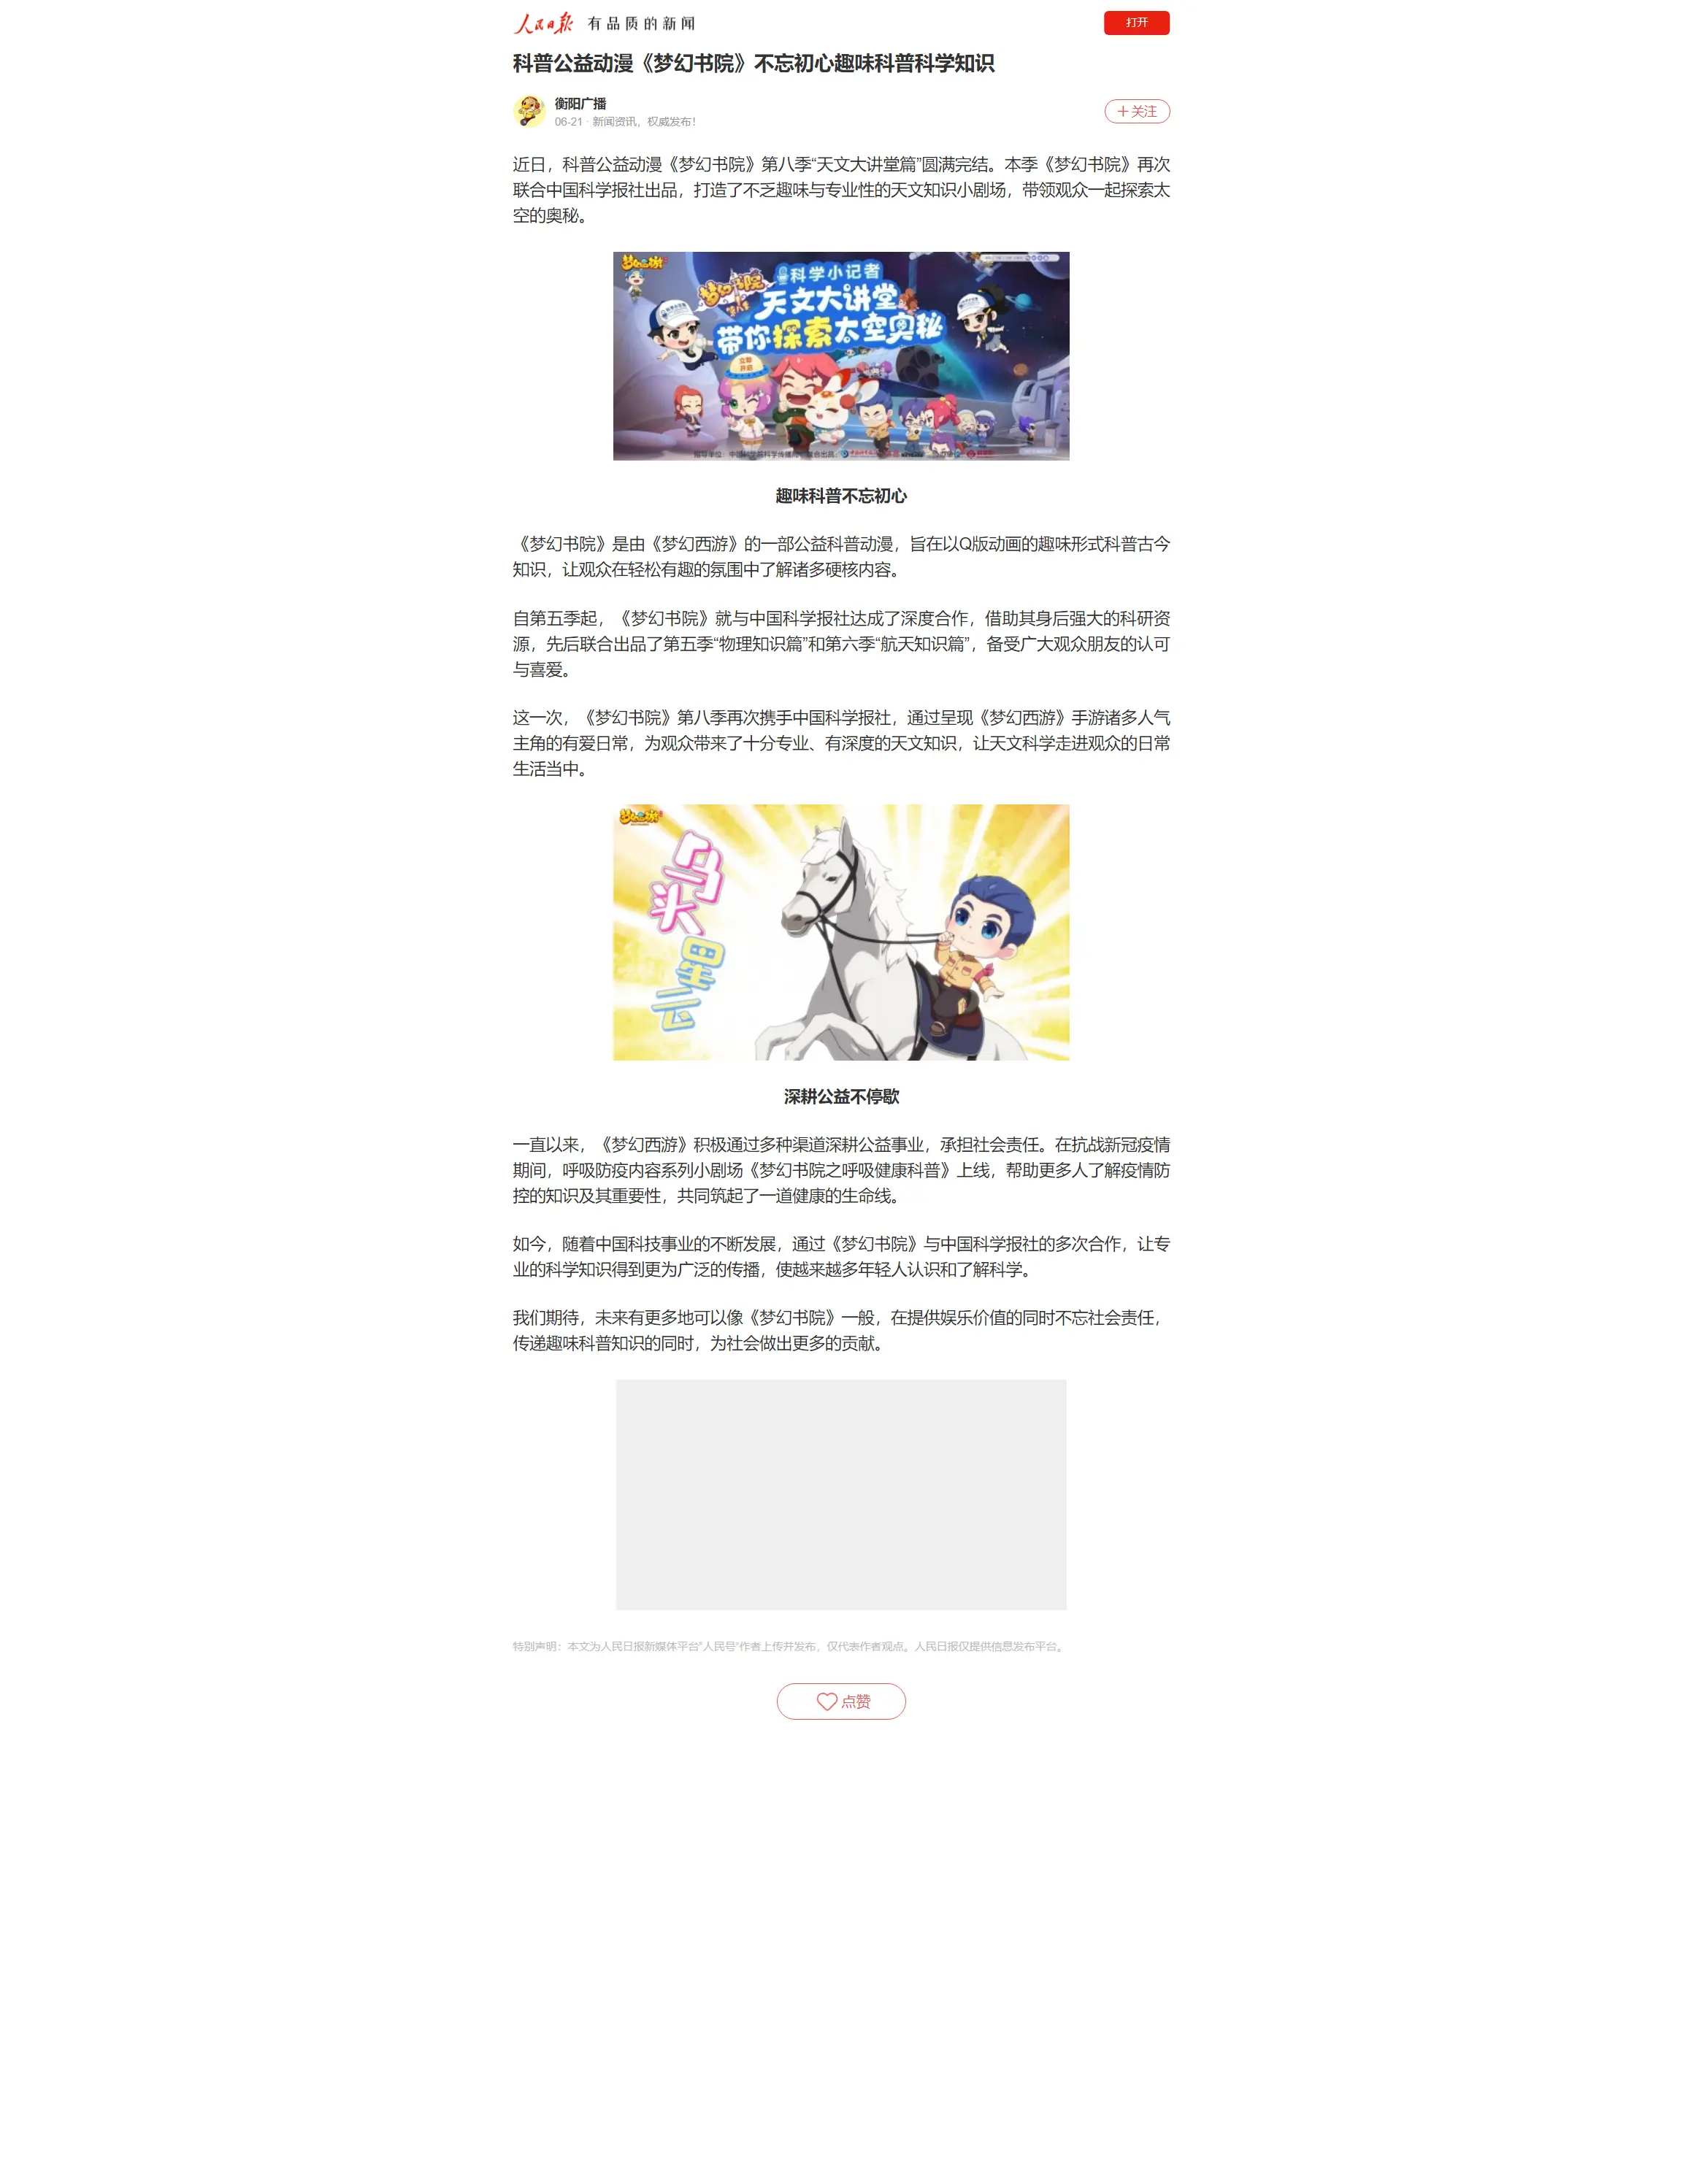 人民日报 有品质的新闻
打开
科普公益动漫《梦幻书院》不忘初心趣味科普科学知识
衡阳广播
06-21 · 新闻资讯，权威发布！
＋关注
近日，科普公益动漫《梦幻书院》第八季“天文大讲堂篇”圆满完结。本季《梦幻书院》再次
联合中国科学报社出品，打造了不乏趣味与专业性的天文知识小剧场，带领观众一起探索太
空的奥秘。
梦幻西游
科学小记者
梦幻书院
第八季
天文大讲堂
带你探索太空奥秘
立即
开启
趣味科普不忘初心
《梦幻书院》是由《梦幻西游》的一部公益科普动漫，旨在以Q版动画的趣味形式科普古今
知识，让观众在轻松有趣的氛围中了解诸多硬核内容。
自第五季起，《梦幻书院》就与中国科学报社达成了深度合作，借助其身后强大的科研资
源，先后联合出品了第五季“物理知识篇”和第六季“航天知识篇”，备受广大观众朋友的认可
与喜爱。
这一次，《梦幻书院》第八季再次携手中国科学报社，通过呈现《梦幻西游》手游诸多人气
主角的有爱日常，为观众带来了十分专业、有深度的天文知识，让天文科学走进观众的日常
生活当中。
梦幻西游
马头
星云
深耕公益不停歇
一直以来，《梦幻西游》积极通过多种渠道深耕公益事业，承担社会责任。在抗战新冠疫情
期间，呼吸防疫内容系列小剧场《梦幻书院之呼吸健康科普》上线，帮助更多人了解疫情防
控的知识及其重要性，共同筑起了一道健康的生命线。
如今，随着中国科技事业的不断发展，通过《梦幻书院》与中国科学报社的多次合作，让专
业的科学知识得到更为广泛的传播，使越来越多年轻人认识和了解科学。
我们期待，未来有更多地可以像《梦幻书院》一般，在提供娱乐价值的同时不忘社会责任，
传递趣味科普知识的同时，为社会做出更多的贡献。
特别声明：本文为人民日报新媒体平台“人民号”作者上传并发布，仅代表作者观点。人民日报仅提供信息发布平台。
点赞